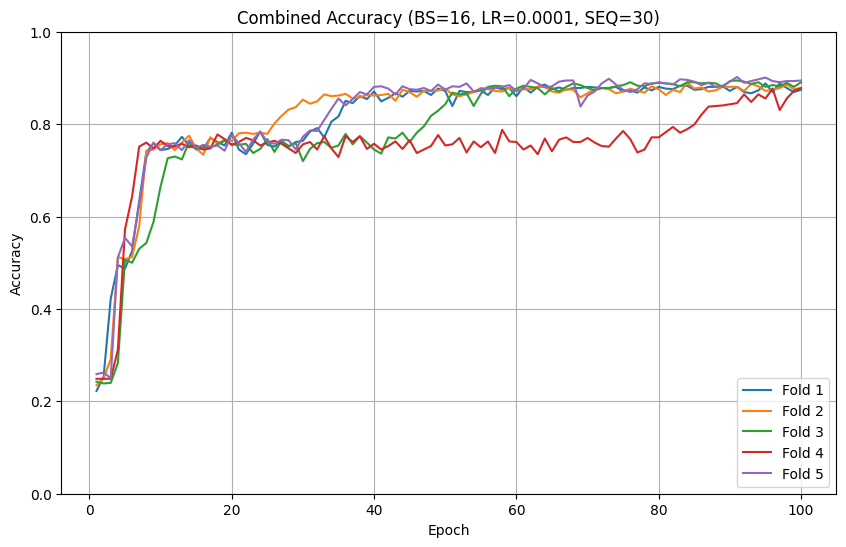 Combined Accuracy (BS=16, LR=0.0001, SEQ=30)
1.0
0.8
0.6
0.4
0.2
0.0
Accuracy
0 20 40 60 80 100
Epoch
Fold 1
Fold 2
Fold 3
Fold 4
Fold 5